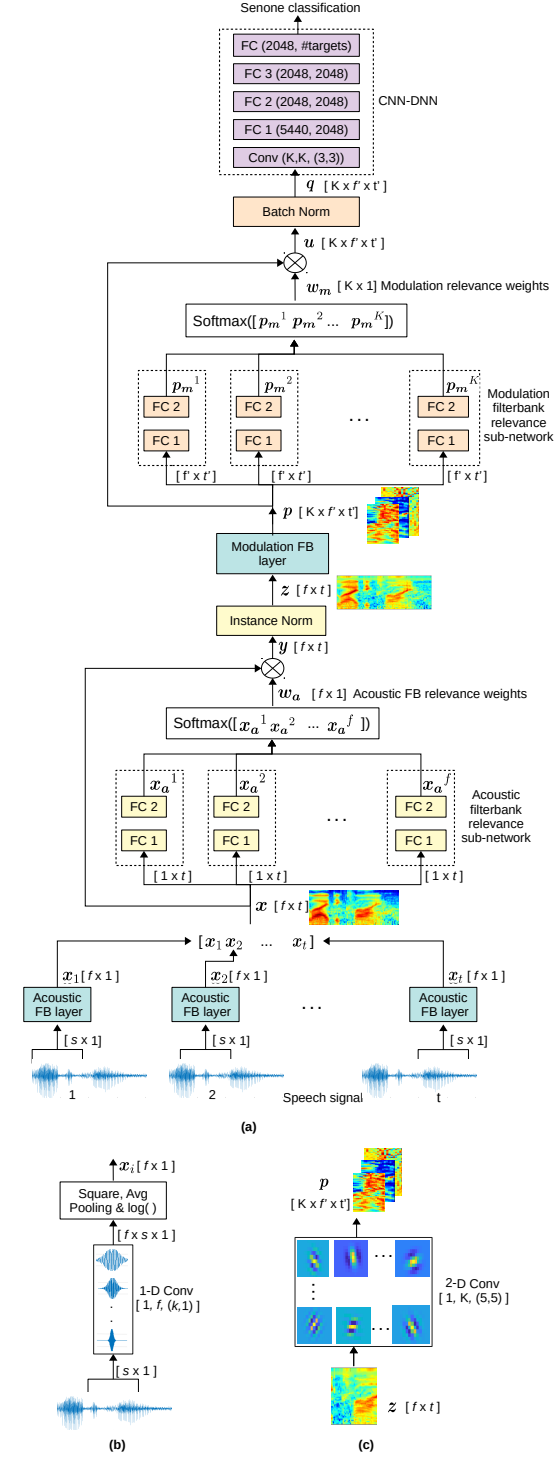 Senone classification
FC (2048, #targets)
FC 3 (2048, 2048)
FC 2 (2048, 2048)
CNN-DNN
FC 1 (5440, 2048)
Conv (K,K, (3,3))
q [ K x f' x t' ]
Batch Norm
u [ K x f' x t' ]
w_m [ K x 1] Modulation relevance weights
Softmax([ p_m^1 p_m^2 ... p_m^K])
p_m^1 p_m^2 p_m^K
FC 2 FC 2 ... FC 2
FC 1 FC 1 FC 1
Modulation
filterbank
relevance
sub-network
[ f' x t'] [ f' x t'] [ f' x t']
p [ K x f' x t']
Modulation FB
layer
z [ f x t ]
Instance Norm
y [ f x t ]
w_a [ f x 1] Acoustic FB relevance weights
Softmax([ x_a^1 x_a^2 ... x_a^f ])
x_a^1 x_a^2 x_a^f
FC 2 FC 2 ... FC 2
FC 1 FC 1 FC 1
Acoustic
filterbank
relevance
sub-network
[ 1 x t ] [ 1 x t ] [ 1 x t ]
x [ f x t ]
[ x_1 x_2 ... x_t ]
x_1 [ f x 1 ] x_2 [ f x 1 ] x_t [ f x 1 ]
Acoustic
FB layer
Acoustic
FB layer
...
Acoustic
FB layer
[ s x 1] [ s x 1] [ s x 1]
1 2 Speech signal t
(a)
x_i [ f x 1 ]
Square, Avg
Pooling & log( )
[ f x s x 1 ]
1-D Conv
[ 1, f, (k,1) ]
[ s x 1 ]
(b)
p
[ K x f' x t']
2-D Conv
[ 1, K, (5,5) ]
z [ f x t ]
(c)